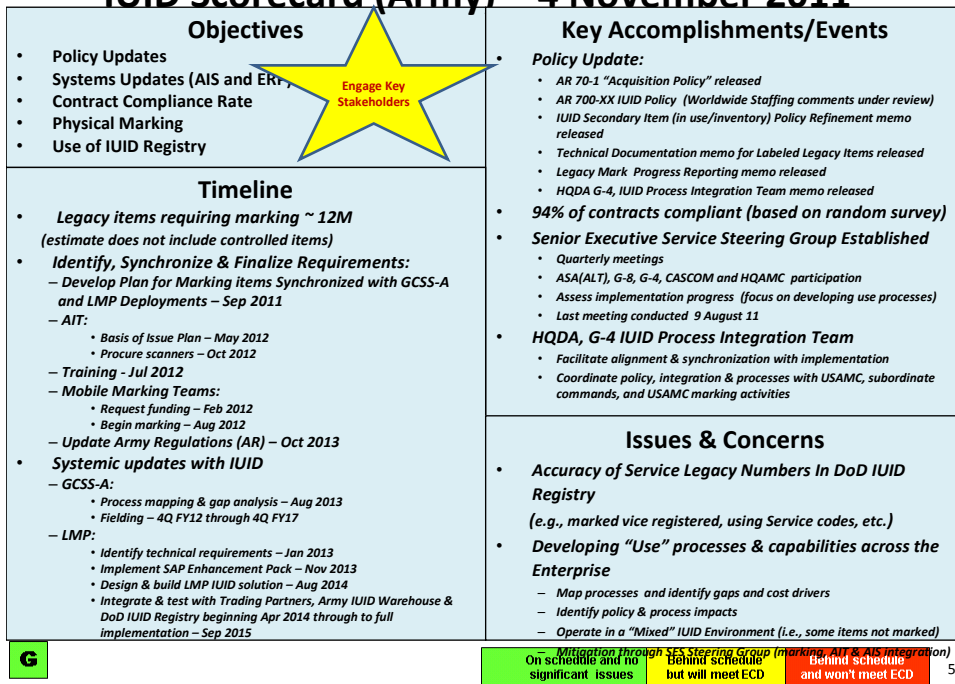 IUID Scorecard (Army) – 4 November 2011
Objectives
• Policy Updates
• Systems Updates (AIS and ERP)
• Contract Compliance Rate
• Physical Marking
• Use of IUID Registry
Engage Key
Stakeholders
Timeline
• Legacy items requiring marking ~ 12M
(estimate does not include controlled items)
• Identify, Synchronize & Finalize Requirements:
– Develop Plan for Marking items Synchronized with GCSS-A
and LMP Deployments – Sep 2011
– AIT:
• Basis of Issue Plan – May 2012
• Procure scanners – Oct 2012
– Training - Jul 2012
– Mobile Marking Teams:
• Request funding – Feb 2012
• Begin marking – Aug 2012
– Update Army Regulations (AR) – Oct 2013
• Systemic updates with IUID
– GCSS-A:
• Process mapping & gap analysis – Aug 2013
• Fielding – 4Q FY12 through 4Q FY17
– LMP:
• Identify technical requirements – Jan 2013
• Implement SAP Enhancement Pack – Nov 2013
• Design & build LMP IUID solution – Aug 2014
• Integrate & test with Trading Partners, Army IUID Warehouse &
DoD IUID Registry beginning Apr 2014 through to full
implementation – Sep 2015
Key Accomplishments/Events
• Policy Update:
• AR 70-1 “Acquisition Policy” released
• AR 700-XX IUID Policy (Worldwide Staffing comments under review)
• IUID Secondary Item (in use/inventory) Policy Refinement memo
released
• Technical Documentation memo for Labeled Legacy Items released
• Legacy Mark Progress Reporting memo released
• HQDA G-4, IUID Process Integration Team memo released
• 94% of contracts compliant (based on random survey)
• Senior Executive Service Steering Group Established
• Quarterly meetings
• ASA(ALT), G-8, G-4, CASCOM and HQAMC participation
• Assess implementation progress (focus on developing use processes)
• Last meeting conducted 9 August 11
• HQDA, G-4 IUID Process Integration Team
• Facilitate alignment & synchronization with implementation
• Coordinate policy, integration & processes with USAMC, subordinate
commands, and USAMC marking activities
Issues & Concerns
• Accuracy of Service Legacy Numbers In DoD IUID
Registry
(e.g., marked vice registered, using Service codes, etc.)
• Developing “Use” processes & capabilities across the
Enterprise
– Map processes and identify gaps and cost drivers
– Identify policy & process impacts
– Operate in a “Mixed” IUID Environment (i.e., some items not marked)
– Mitigation through SES Steering Group (marking, AIT & AIS integration)
G
On schedule and no
significant issues
Behind schedule
but will meet ECD
Behind schedule
and won't meet ECD
5